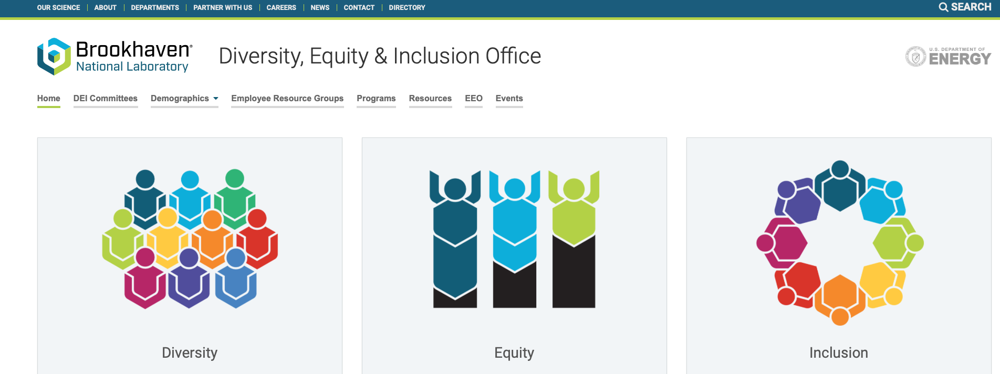 OUR SCIENCE | ABOUT | DEPARTMENTS | PARTNER WITH US | CAREERS | NEWS | CONTACT | DIRECTORY
SEARCH
Brookhaven®
National Laboratory
Diversity, Equity & Inclusion Office
U.S. DEPARTMENT OF
ENERGY
Home DEI Committees Demographics Employee Resource Groups Programs Resources EEO Events
Diversity
Equity
Inclusion